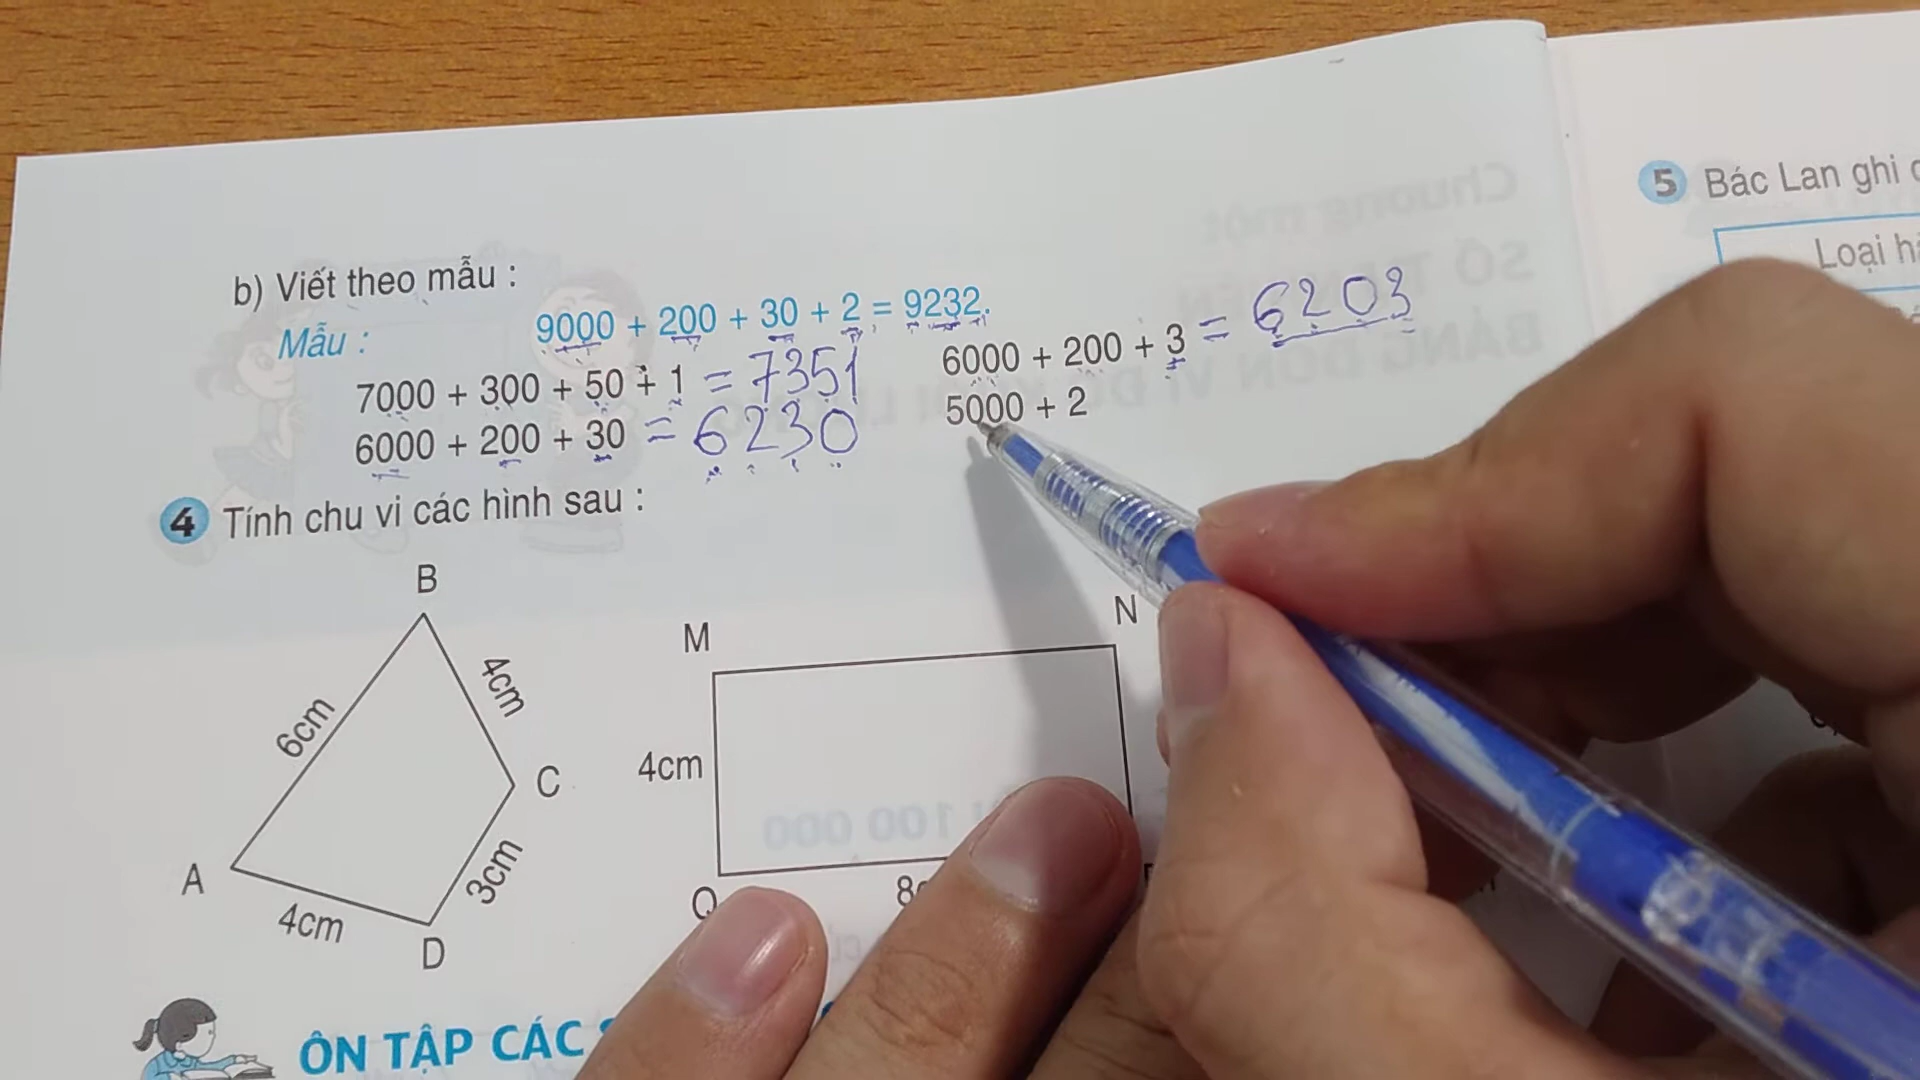 b) Viết theo mẫu :
Mẫu : 9000 + 200 + 30 + 2 = 9232.
7000 + 300 + 50 + 1 = 7351
6000 + 200 + 30 = 6230
6000 + 200 + 3 = 6203
5000 + 2
4 Tính chu vi các hình sau :
B
6cm
4cm
A
C
4cm
3cm
D
M
N
4cm
Q
ÔN TẬP CÁC
5 Bác Lan ghi
Loại